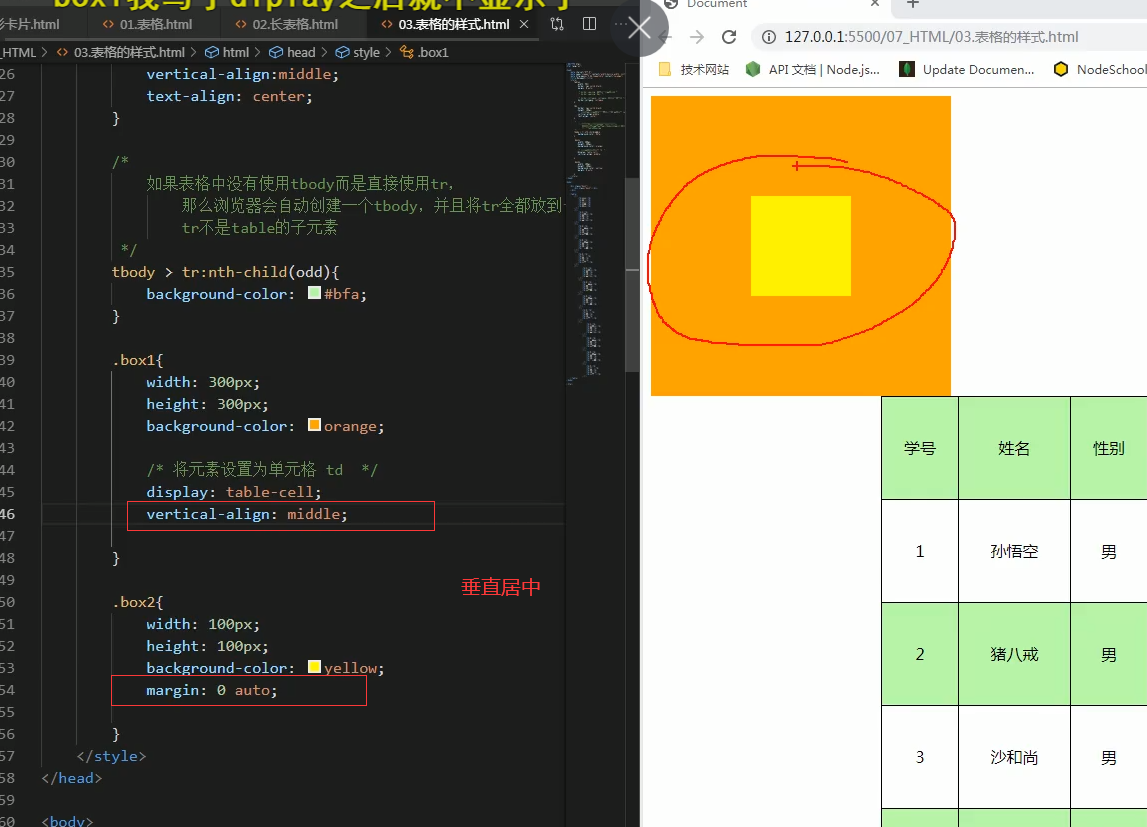 box1我写了diplay之后就不显示了
卡片.html
01.表格.html
02.长表格.html
03.表格的样式.html
_HTML > 03.表格的样式.html > html > head > style > .box1
26 vertical-align:middle;
27 text-align: center;
28 }
29
30 /*
31 如果表格中没有使用tbody而是直接使用tr,
32 那么浏览器会自动创建一个tbody, 并且将tr全都放到
33 tr不是table的子元素
34 */
35 tbody > tr:nth-child(odd){
36 background-color: #bfa;
37 }
38
39 .box1{
40 width: 300px;
41 height: 300px;
42 background-color: orange;
43
44 /* 将元素设置为单元格 td */
45 display: table-cell;
46 vertical-align: middle;
47
48 }
49
垂直居中
50 .box2{
51 width: 100px;
52 height: 100px;
53 background-color: yellow;
54 margin: 0 auto;
55
56 }
57 </style>
58 </head>
59
60 <body>
Document
127.0.0.1:5500/07_HTML/03.表格的样式.html
技术网站
API 文档 | Node.js...
Update Documen...
NodeSchool
学号 姓名 性别
1 孙悟空 男
2 猪八戒 男
3 沙和尚 男